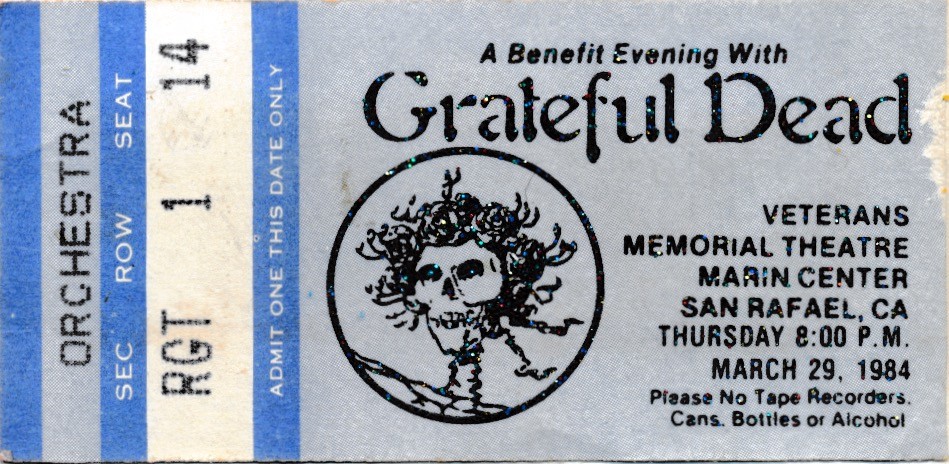 ORCHESTRA
SEC ROW SEAT
RGT 1 14
ADMIT ONE THIS DATE ONLY
A Benefit Evening With
Grateful Dead
VETERANS
MEMORIAL THEATRE
MARIN CENTER
SAN RAFAEL, CA
THURSDAY 8:00 P.M.
MARCH 29, 1984
Please No Tape Recorders.
Cans. Bottles or Alcohol